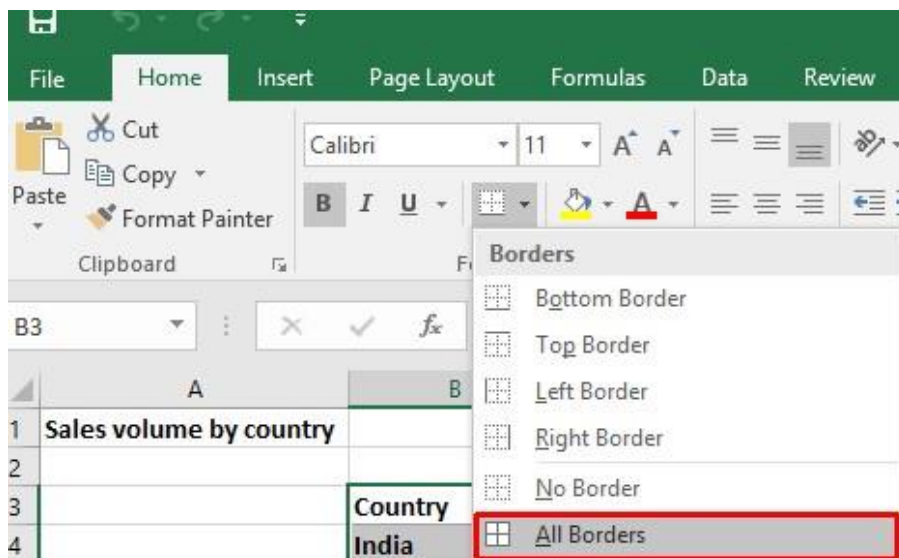 File Home Insert Page Layout Formulas Data Review
Cut
Calibri 11 A A
Copy
Paste
B I U A
Format Painter
Clipboard
Borders
Bottom Border
B3 fx
Top Border
A B
Left Border
1 Sales volume by country
Right Border
2
No Border
3 Country
4 India
All Borders